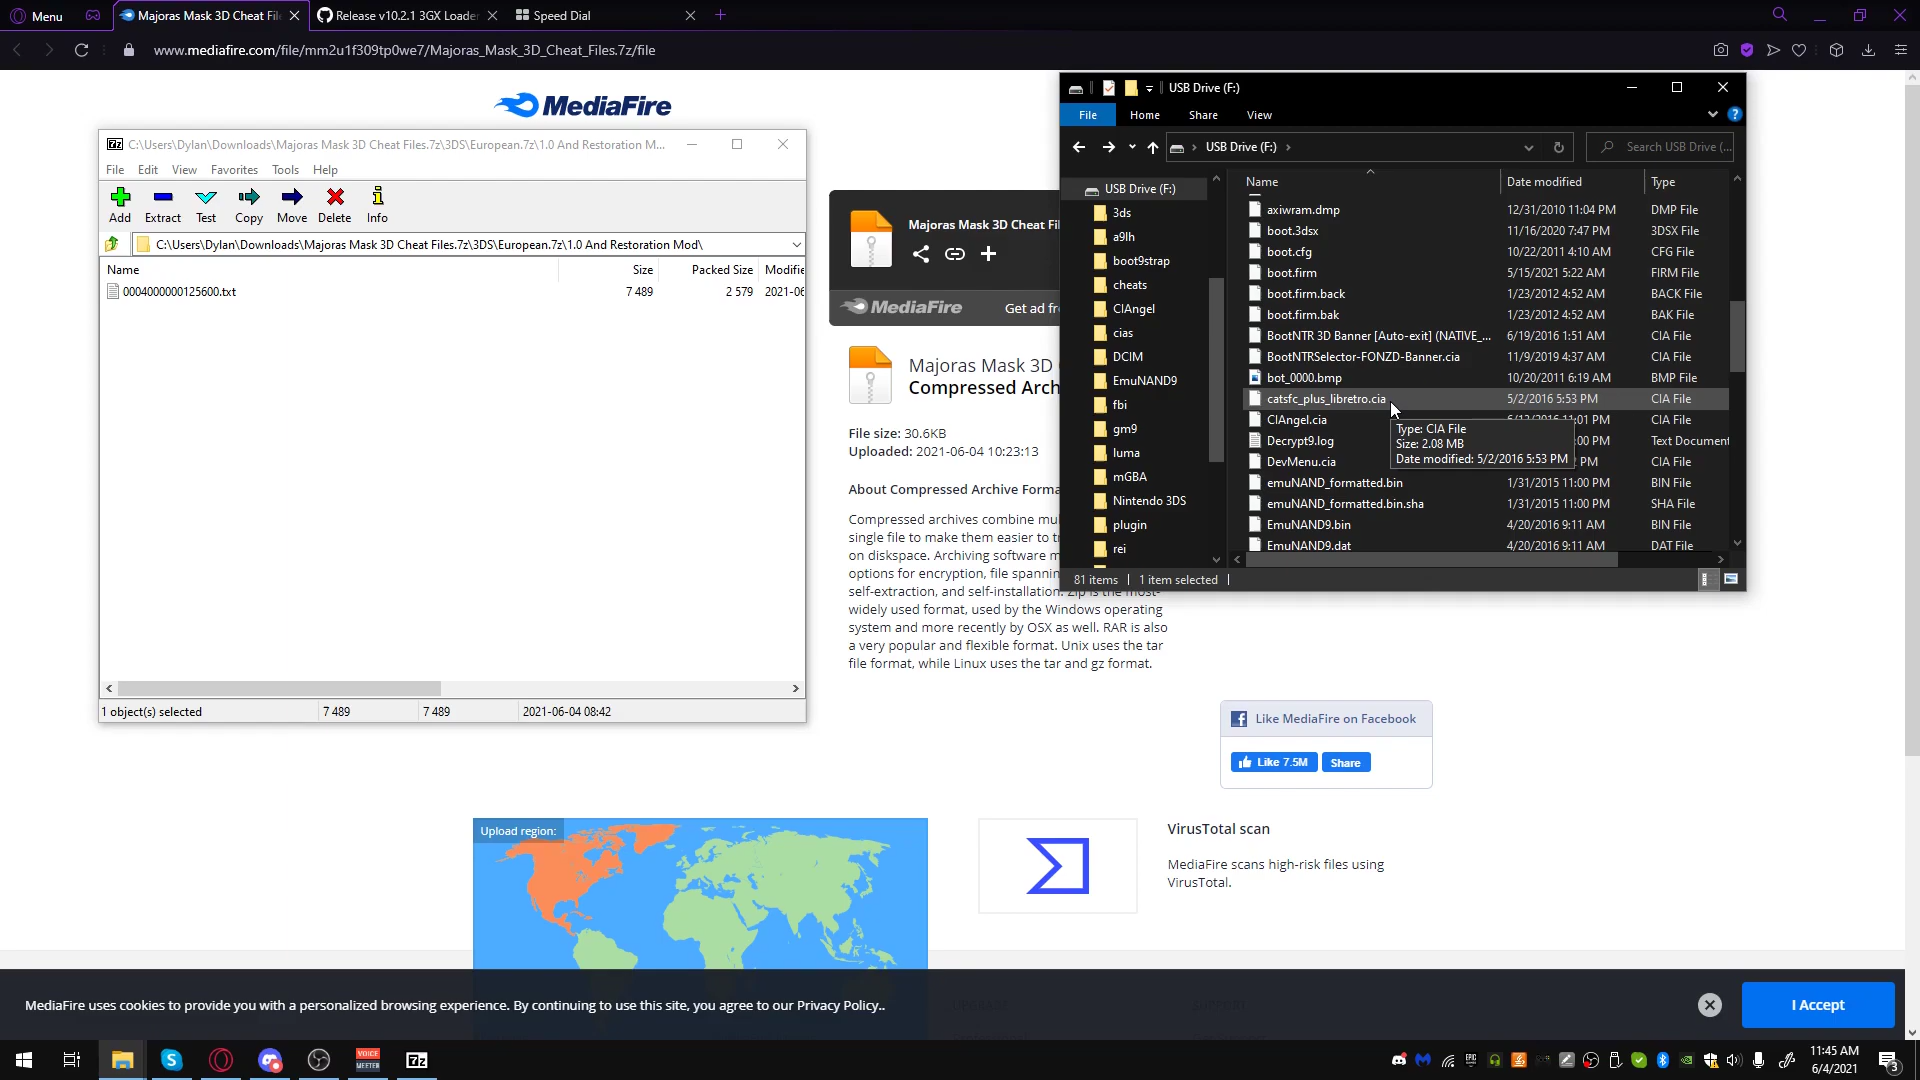 Menu
Majoras Mask 3D Cheat Fil
Release v10.2.1 3GX Loader
Speed Dial
www.mediafire.com/file/mm2u1f309tp0we7/Majoras_Mask_3D_Cheat_Files.7z/file
MediaFire
C:\Users\Dylan\Downloads\Majoras Mask 3D Cheat Files.7z\3DS\European.7z\1.0 And Restoration M...
File Edit View Favorites Tools Help
Add Extract Test Copy Move Delete Info
C:\Users\Dylan\Downloads\Majoras Mask 3D Cheat Files.7z\3DS\European.7z\1.0 And Restoration Mod\
Name Size Packed Size Modifie
0004000000125600.txt 7 489 2 579 2021-06
1 object(s) selected 7 489 7 489 2021-06-04 08:42
Majoras Mask 3D Cheat Fi
MediaFire Get ad fr
Majoras Mask 3D
Compressed Arch
File size: 30.6KB
Uploaded: 2021-06-04 10:23:13
About Compressed Archive Forma
Compressed archives combine mul
single file to make them easier to t
on diskspace. Archiving software m
options for encryption, file spannin
self-extraction, and self-installation. Zip is the most-
widely used format, used by the Windows operating
system and more recently by OSX as well. RAR is also
a very popular and flexible format. Unix uses the tar
file format, while Linux uses the tar and gz format.
USB Drive (F:)
File Home Share View
USB Drive (F:)
Search USB Drive (...
USB Drive (F:)
3ds
a9lh
boot9strap
cheats
CIAngel
cias
DCIM
EmuNAND9
fbi
gm9
luma
mGBA
Nintendo 3DS
plugin
rei
Name Date modified Type
axiwram.dmp 12/31/2010 11:04 PM DMP File
boot.3dsx 11/16/2020 7:47 PM 3DSX File
boot.cfg 10/22/2011 4:10 AM CFG File
boot.firm 5/15/2021 5:22 AM FIRM File
boot.firm.back 1/23/2012 4:52 AM BACK File
boot.firm.bak 1/23/2012 4:52 AM BAK File
BootNTR 3D Banner [Auto-exit] (NATIVE_... 6/19/2016 1:51 AM CIA File
BootNTRSelector-FONZD-Banner.cia 11/9/2019 4:37 AM CIA File
bot_0000.bmp 10/20/2011 6:19 AM BMP File
catsfc_plus_libretro.cia 5/2/2016 5:53 PM CIA File
CIAngel.cia CIA File
Decrypt9.log :00 PM Text Document
DevMenu.cia PM CIA File
emuNAND_formatted.bin 1/31/2015 11:00 PM BIN File
emuNAND_formatted.bin.sha 1/31/2015 11:00 PM SHA File
EmuNAND9.bin 4/20/2016 9:11 AM BIN File
EmuNAND9.dat 4/20/2016 9:11 AM DAT File
Type: CIA File
Size: 2.08 MB
Date modified: 5/2/2016 5:53 PM
81 items 1 item selected
Like MediaFire on Facebook
Like 7.5M Share
Upload region:
VirusTotal scan
MediaFire scans high-risk files using
VirusTotal.
MediaFire uses cookies to provide you with a personalized browsing experience. By continuing to use this site, you agree to our Privacy Policy..
I Accept
VOICE
MEETER
7z
11:45 AM
6/4/2021
3